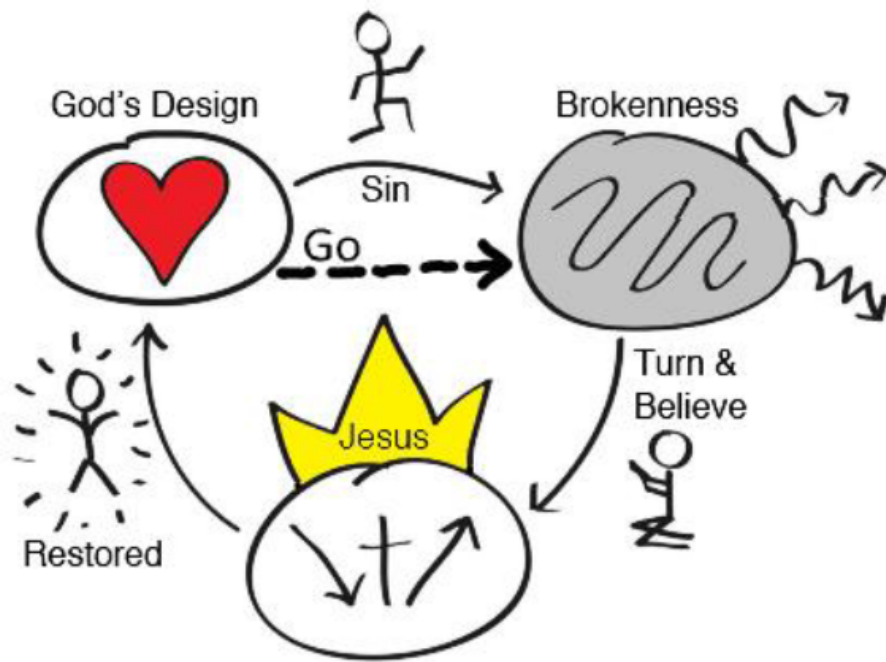 God's Design
Brokenness
Sin
Go
Turn &
Believe
Jesus
Restored